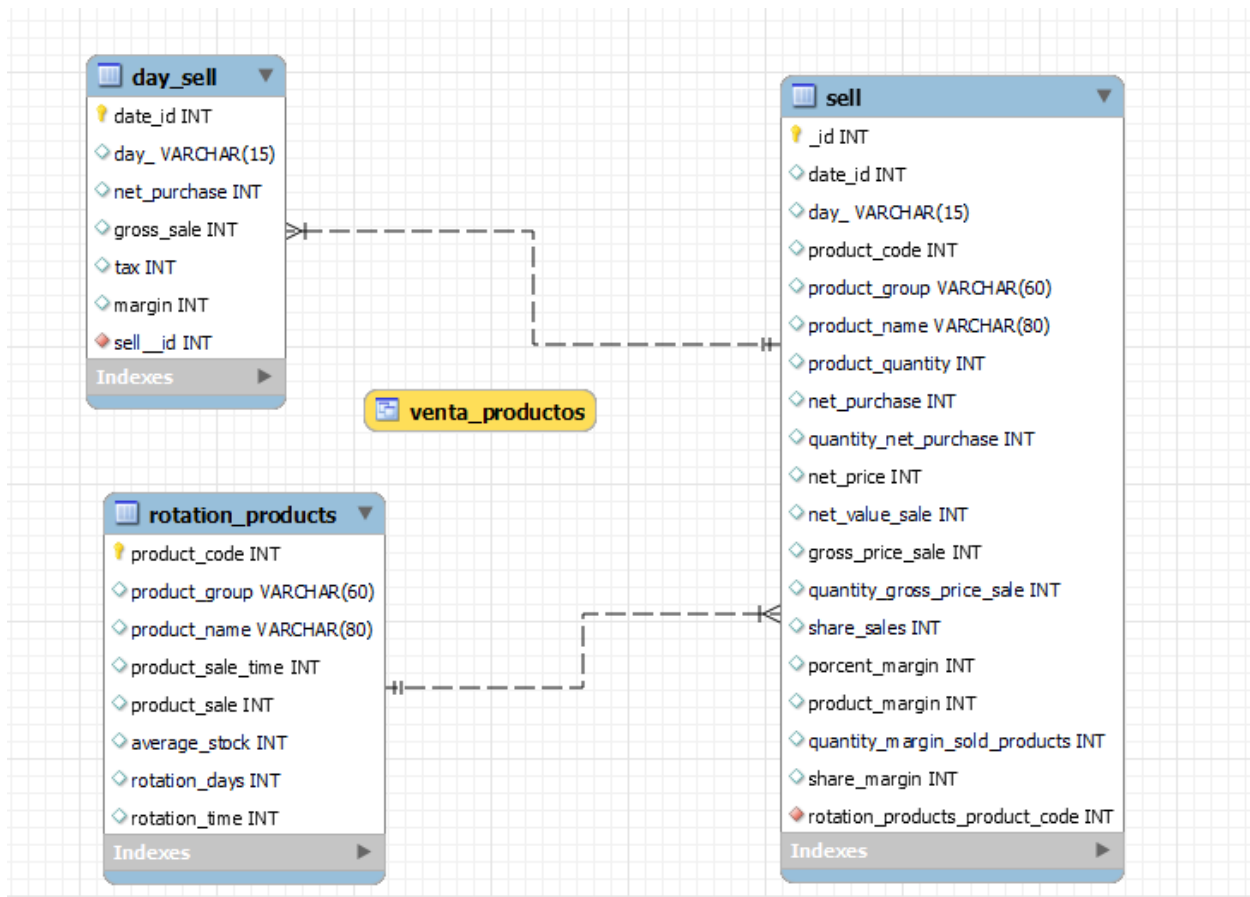 day_sell
date_id INT
day_ VARCHAR(15)
net_purchase INT
gross_sale INT
tax INT
margin INT
sell__id INT
Indexes
venta_productos
rotation_products
product_code INT
product_group VARCHAR(60)
product_name VARCHAR(80)
product_sale_time INT
product_sale INT
average_stock INT
rotation_days INT
rotation_time INT
Indexes
sell
_id INT
date_id INT
day_ VARCHAR(15)
product_code INT
product_group VARCHAR(60)
product_name VARCHAR(80)
product_quantity INT
net_purchase INT
quantity_net_purchase INT
net_price INT
net_value_sale INT
gross_price_sale INT
quantity_gross_price_sale INT
share_sales INT
porcent_margin INT
product_margin INT
quantity_margin_sold_products INT
share_margin INT
rotation_products_product_code INT
Indexes